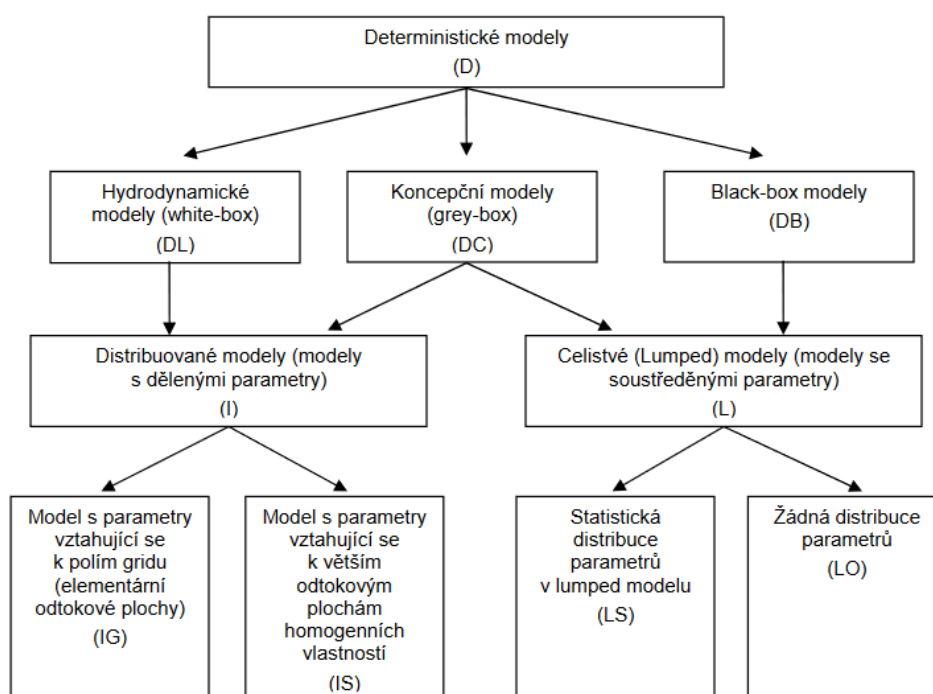 Deterministické modely
(D)
Hydrodynamické
modely (white-box)
(DL)
Koncepční modely
(grey-box)
(DC)
Black-box modely
(DB)
Distribuované modely (modely
s dělenými parametry)
(I)
Celistvé (Lumped) modely (modely se
soustředěnými parametry)
(L)
Model s parametry
vztahující se
k polím gridu
(elementární
odtokové plochy)
(IG)
Model s parametry
vztahující se
k větším
odtokovým
plochám
homogenních
vlastností
(IS)
Statistická
distribuce
parametrů
v lumped modelu
(LS)
Žádná distribuce
parametrů
(LO)